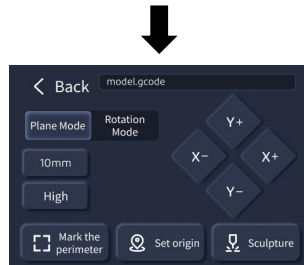 Back
model.gcode
Plane Mode
Rotation
Mode
Y+
X-
X+
10mm
High
Y-
Mark the
perimeter
Set origin
Sculpture